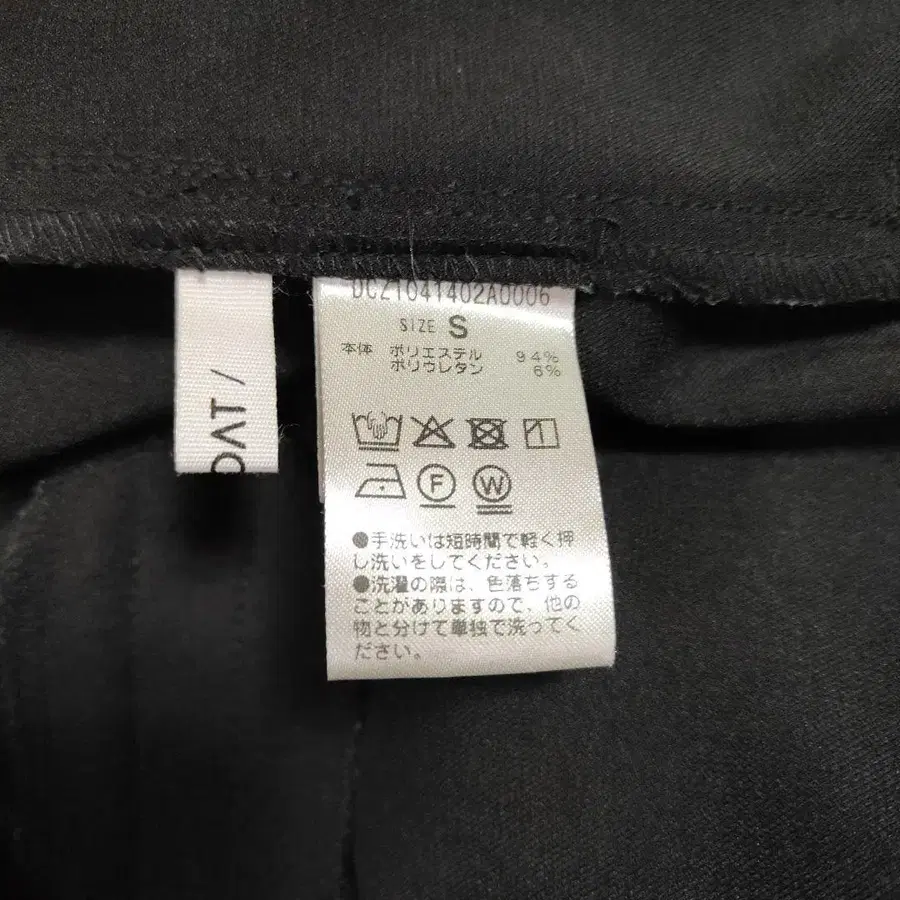 OAT /
DCZ1041402A0006
SIZE S
本体 ポリエステル 94%
ポリウレタン 6%
F W
●手洗いは短時間で軽く押
し洗いをしてください。
●洗濯の際は、色落ちする
ことがありますので、他の
物と分けて単独で洗ってく
ださい。